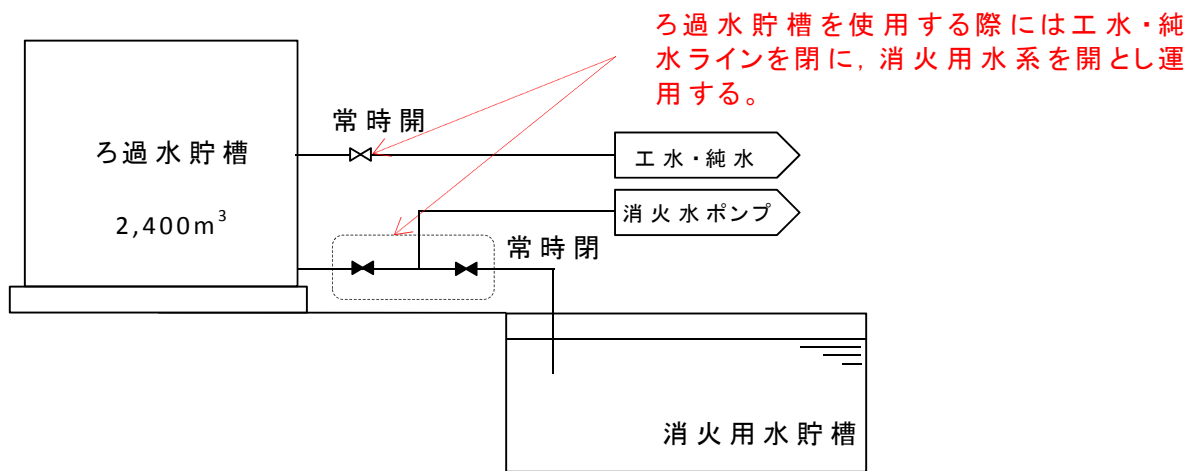 ろ過水貯槽を使用する際には工水・純
水ラインを閉に，消火用水系を開とし運
用する。
常時開
ろ過水貯槽
工水・純水
消火水ポンプ
2,400m³
常時閉
消火用水貯槽